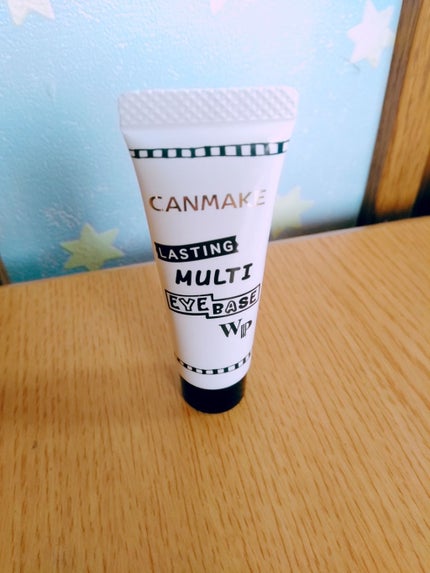 CANMAKE
LASTING
MULTI
EYE BASE
WP